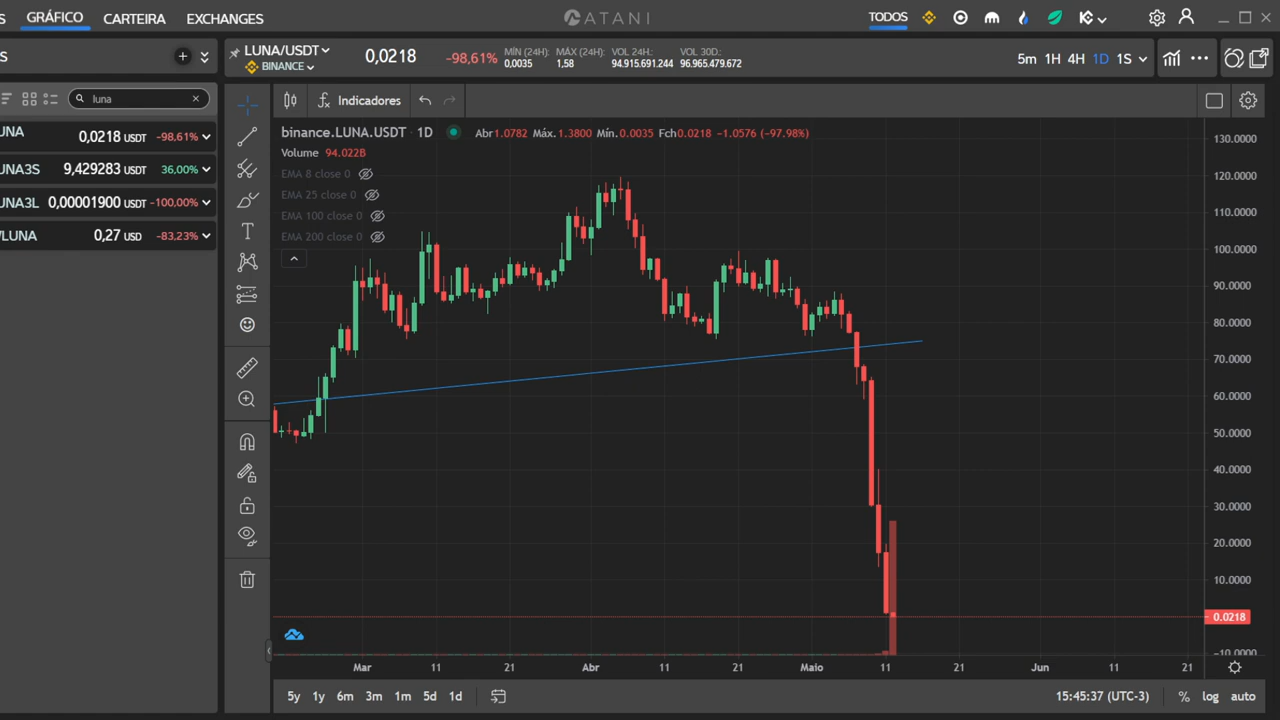 S GRÁFICO CARTEIRA EXCHANGES ATANI TODOS
S LUNA/USDT 0,0218 -98,61% MÍN (24H): MÁX (24H): VOL 24H: VOL 30D: 5m 1H 4H 1D 1S
BINANCE 0,0035 1,58 94.915.691.244 96.965.479.672
luna Indicadores
UNA 0,0218 USDT -98,61%
UNA3S 9,429283 USDT 36,00%
UNA3L 0,00001900 USDT -100,00%
/LUNA 0,27 USD -83,23%
binance.LUNA.USDT · 1D Abr1.0782 Máx.1.3800 Mín.0.0035 Fch0.0218 -1.0576 (-97.98%)
Volume 94.022B
EMA 8 close 0
EMA 25 close 0
EMA 100 close 0
EMA 200 close 0
130.0000
120.0000
110.0000
100.0000
90.0000
80.0000
70.0000
60.0000
50.0000
40.0000
30.0000
20.0000
10.0000
0.0218
-10.0000
Mar 11 21 Abr 11 21 Maio 11 21 Jun 11 21
5y 1y 6m 3m 1m 5d 1d 15:45:37 (UTC-3) % log auto